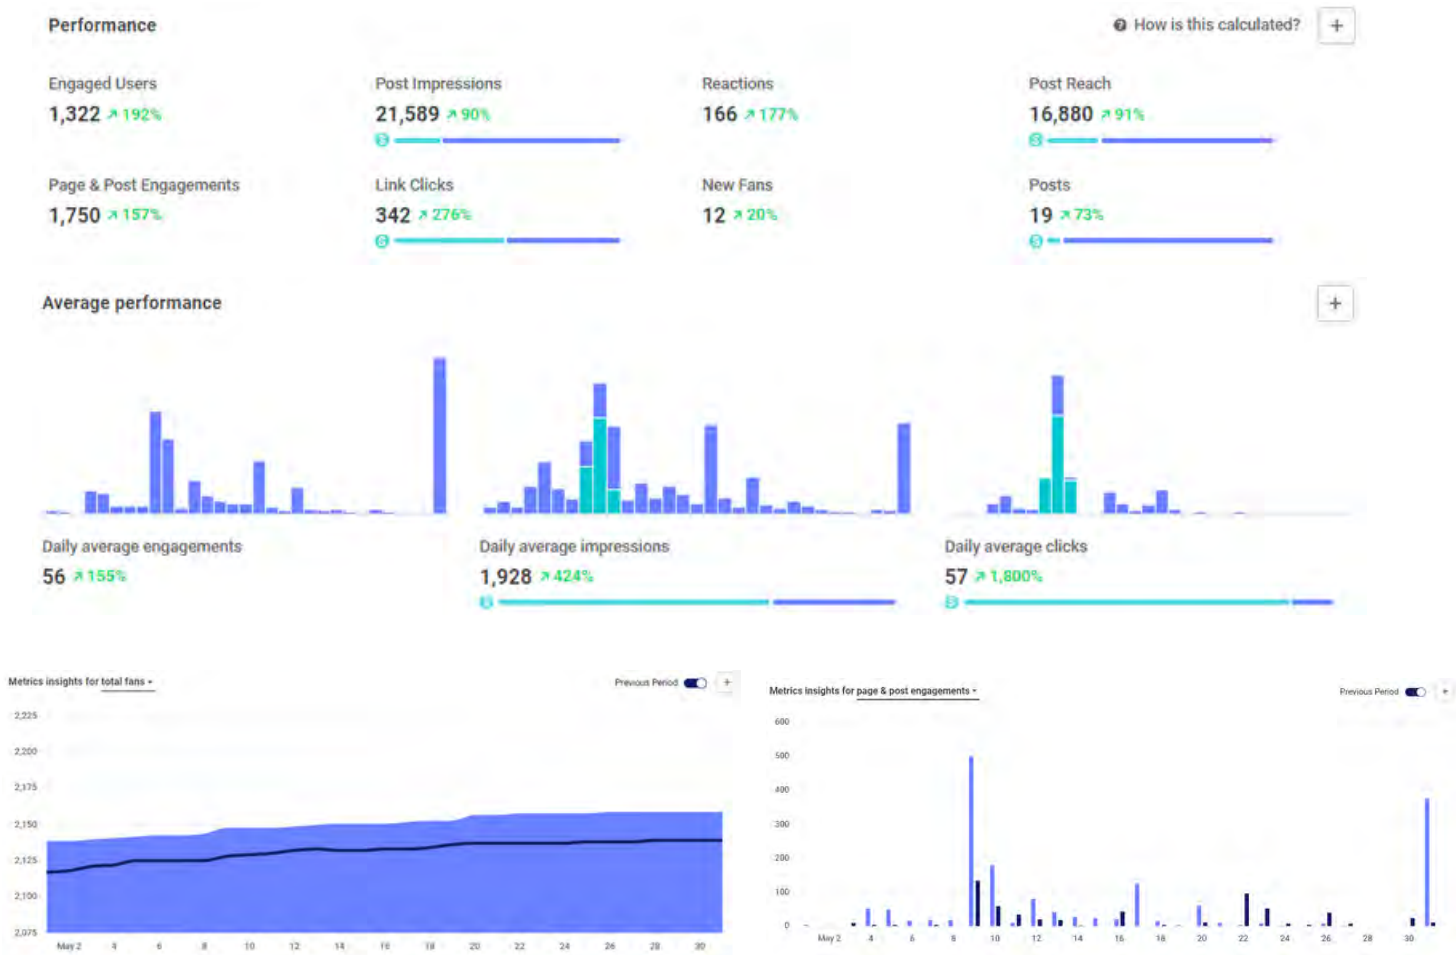 Performance
How is this calculated? +
Engaged Users
1,322 ↗ 192%
Post Impressions
21,589 ↗ 90%
Reactions
166 ↗ 177%
Post Reach
16,880 ↗ 91%
Page & Post Engagements
1,750 ↗ 157%
Link Clicks
342 ↗ 276%
New Fans
12 ↗ 20%
Posts
19 ↗ 73%
Average performance
+
Daily average engagements
56 ↗ 155%
Daily average impressions
1,928 ↗ 424%
Daily average clicks
57 ↗ 1,800%
Metrics insights for total fans
Previous Period +
2,225
2,200
2,175
2,150
2,125
2,100
2,075
May 2 4 6 8 10 12 14 16 18 20 22 24 26 28 30
Metrics insights for page & post engagements
Previous Period +
600
500
400
300
200
100
0
May 2 4 6 8 10 12 14 16 18 20 22 24 26 28 30